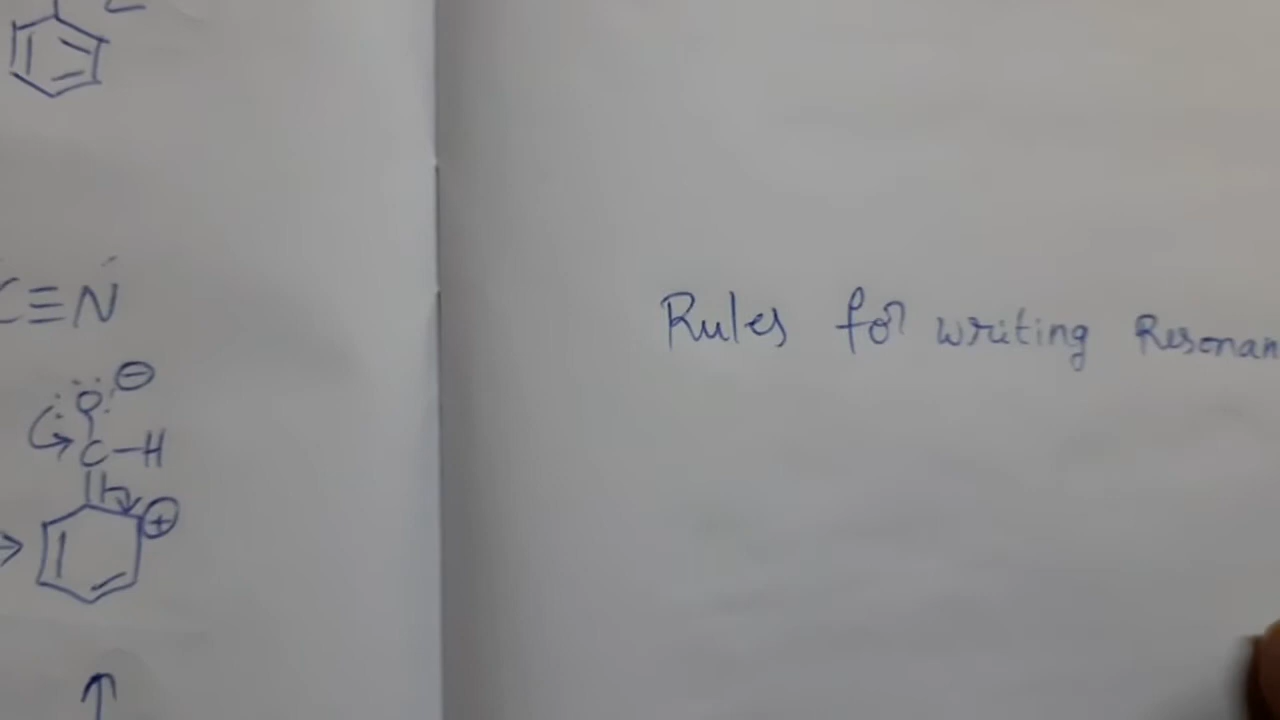 C≡N
O ⊖
C-H
⊕
Rules for writing Resonan